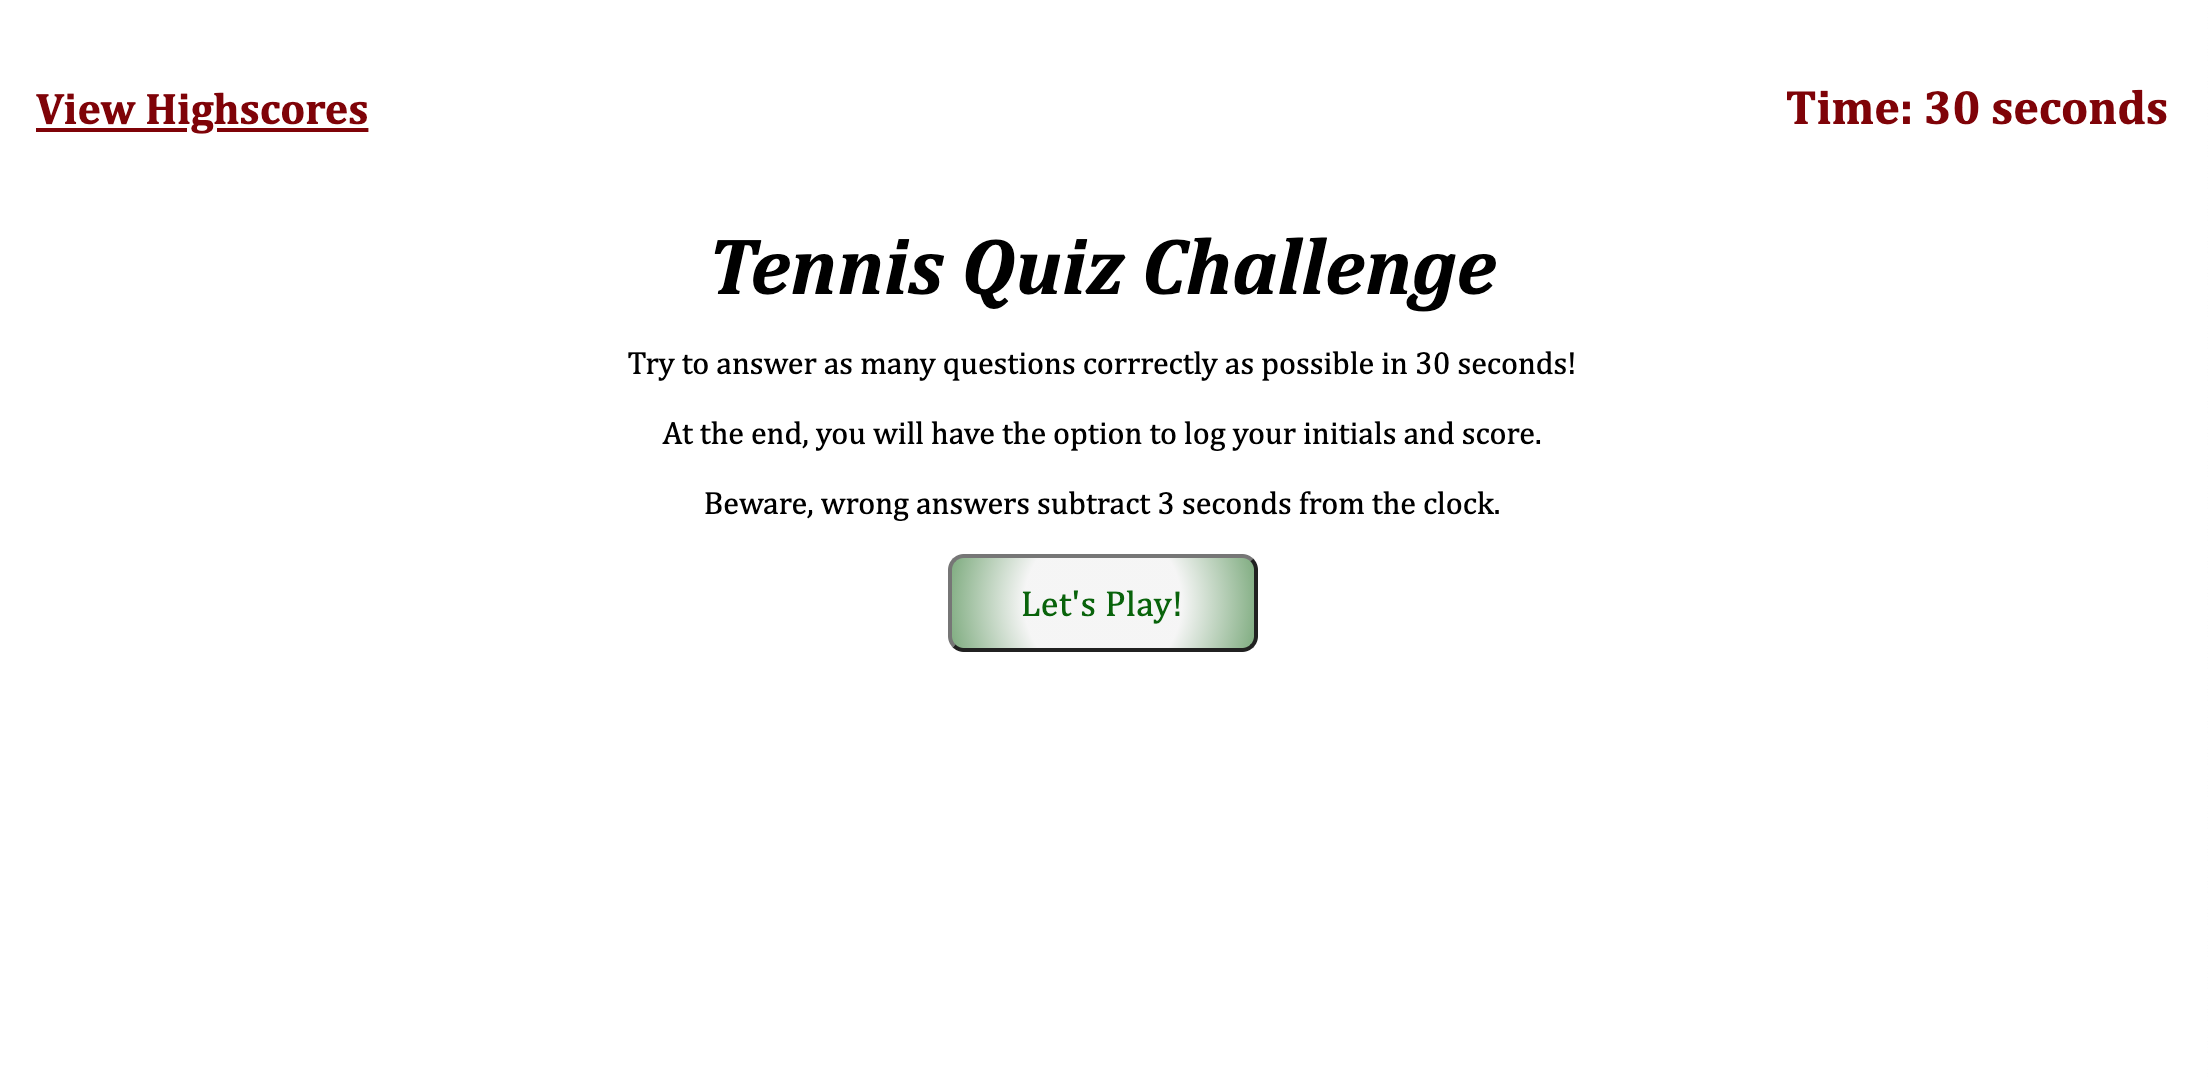 View Highscores
Time: 30 seconds
Tennis Quiz Challenge
Try to answer as many questions corrrectly as possible in 30 seconds!
At the end, you will have the option to log your initials and score.
Beware, wrong answers subtract 3 seconds from the clock.
Let's Play!